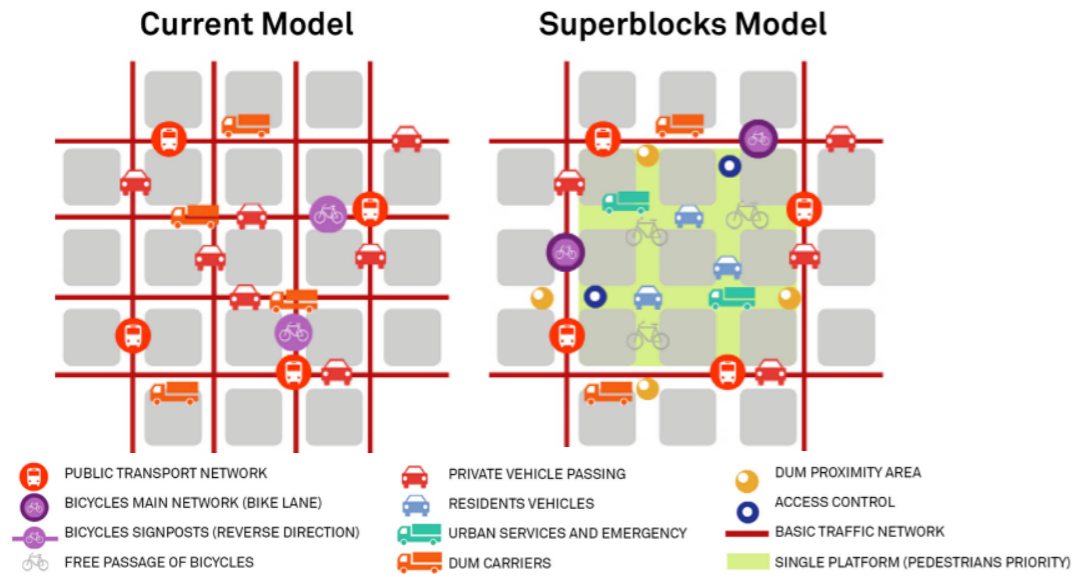 Current Model
Superblocks Model
PUBLIC TRANSPORT NETWORK
BICYCLES MAIN NETWORK (BIKE LANE)
BICYCLES SIGNPOSTS (REVERSE DIRECTION)
FREE PASSAGE OF BICYCLES
PRIVATE VEHICLE PASSING
RESIDENTS VEHICLES
URBAN SERVICES AND EMERGENCY
DUM CARRIERS
DUM PROXIMITY AREA
ACCESS CONTROL
BASIC TRAFFIC NETWORK
SINGLE PLATFORM (PEDESTRIANS PRIORITY)